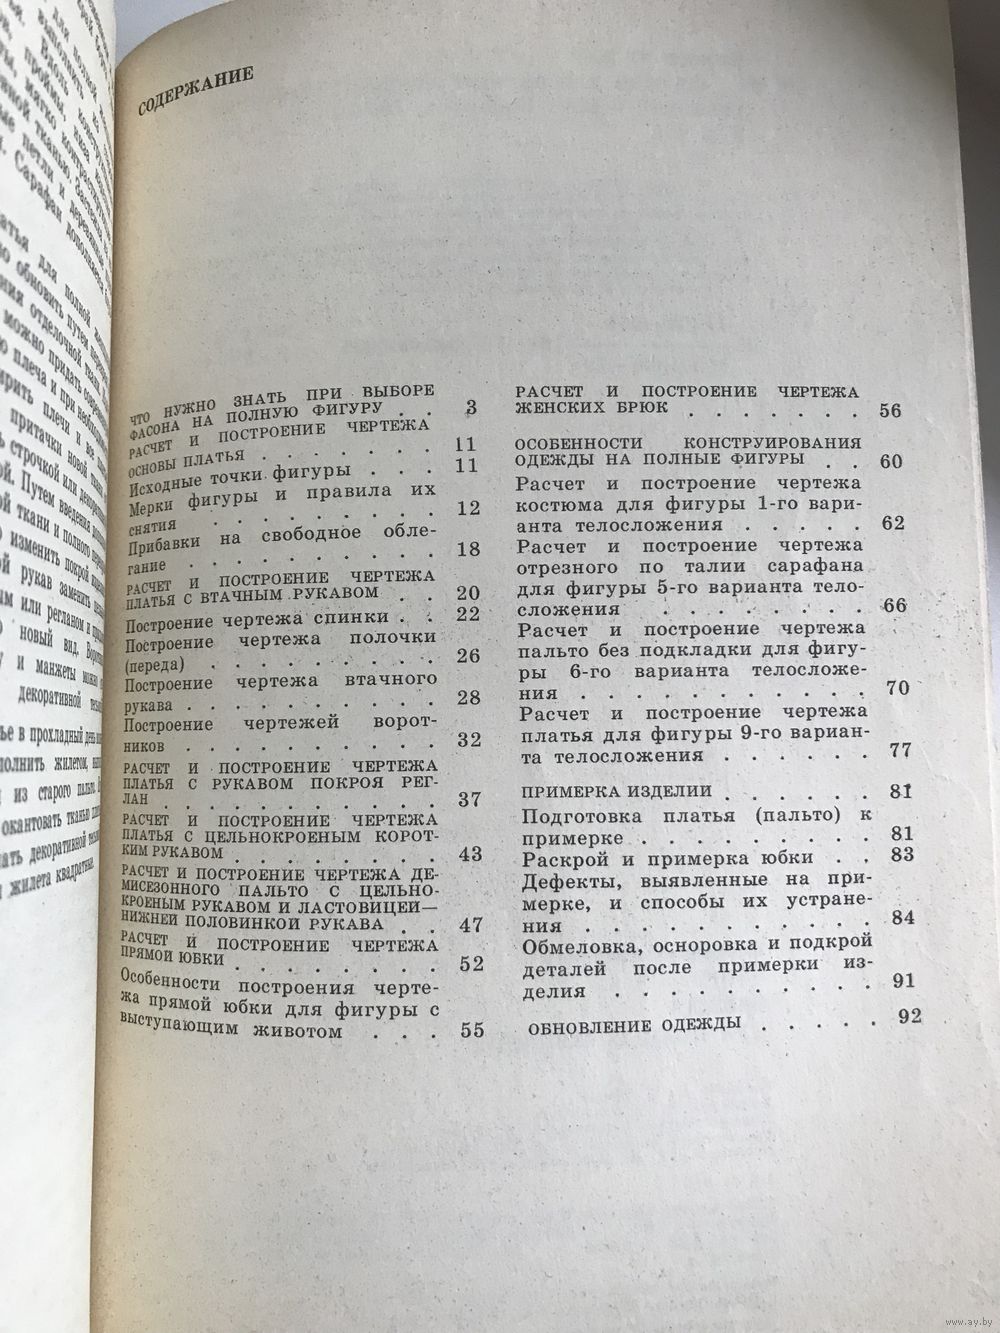 СОДЕРЖАНИЕ
ЧТО НУЖНО ЗНАТЬ ПРИ ВЫБОРЕ
ФАСОНА НА ПОЛНУЮ ФИГУРУ . . 3
РАСЧЕТ И ПОСТРОЕНИЕ ЧЕРТЕЖА
ОСНОВЫ ПЛАТЬЯ . . . . . . . 11
Исходные точки фигуры . . . 11
Мерки фигуры и правила их
снятия . . . . . . . . . 12
Прибавки на свободное обле-
гание . . . . . . . . . . 18
РАСЧЕТ И ПОСТРОЕНИЕ ЧЕРТЕЖА
ПЛАТЬЯ С ВТАЧНЫМ РУКАВОМ . . 20
Построение чертежа спинки . . 22
Построение чертежа полочки
(переда) . . . . . . . . . 26
Построение чертежа втачного
рукава . . . . . . . . . . 28
Построение чертежей ворот-
ников . . . . . . . . . . 32
РАСЧЕТ И ПОСТРОЕНИЕ ЧЕРТЕЖА
ПЛАТЬЯ С РУКАВОМ ПОКРОЯ РЕГ-
ЛАН . . . . . . . . . . . 37
РАСЧЕТ И ПОСТРОЕНИЕ ЧЕРТЕЖА
ПЛАТЬЯ С ЦЕЛЬНОКРОЕНЫМ КОРОТ-
КИМ РУКАВОМ . . . . . . . . 43
РАСЧЕТ И ПОСТРОЕНИЕ ЧЕРТЕЖА ДЕ-
МИСЕЗОННОГО ПАЛЬТО С ЦЕЛЬНО-
КРОЕНЫМ РУКАВОМ И ЛАСТОВИЦЕЙ—
НИЖНЕЙ ПОЛОВИНКОЙ РУКАВА . . 47
РАСЧЕТ И ПОСТРОЕНИЕ ЧЕРТЕЖА
ПРЯМОЙ ЮБКИ . . . . . . . . 52
Особенности построения черте-
жа прямой юбки для фигуры с
выступающим животом . . . 55
РАСЧЕТ И ПОСТРОЕНИЕ ЧЕРТЕЖА
ЖЕНСКИХ БРЮК . . . . . . . 56
ОСОБЕННОСТИ КОНСТРУИРОВАНИЯ
ОДЕЖДЫ НА ПОЛНЫЕ ФИГУРЫ . . 60
Расчет и построение чертежа
костюма для фигуры 1-го вари-
анта телосложения . . . . . 62
Расчет и построение чертежа
отрезного по талии сарафана
для фигуры 5-го варианта тело-
сложения . . . . . . . . 66
Расчет и построение чертежа
пальто без подкладки для фигу-
ры 6-го варианта телосложе-
ния . . . . . . . . . . . 70
Расчет и построение чертежа
платья для фигуры 9-го вариан-
та телосложения . . . . . . 77
ПРИМЕРКА ИЗДЕЛИИ . . . . . . 81
Подготовка платья (пальто) к
примерке . . . . . . . . . 81
Раскрой и примерка юбки . . 83
Дефекты, выявленные на при-
мерке, и способы их устране-
ния . . . . . . . . . . . 84
Обмеловка, осноровка и подкрой
деталей после примерки из-
делия . . . . . . . . . . 91
ОБНОВЛЕНИЕ ОДЕЖДЫ . . . . . 92
www.ay.by